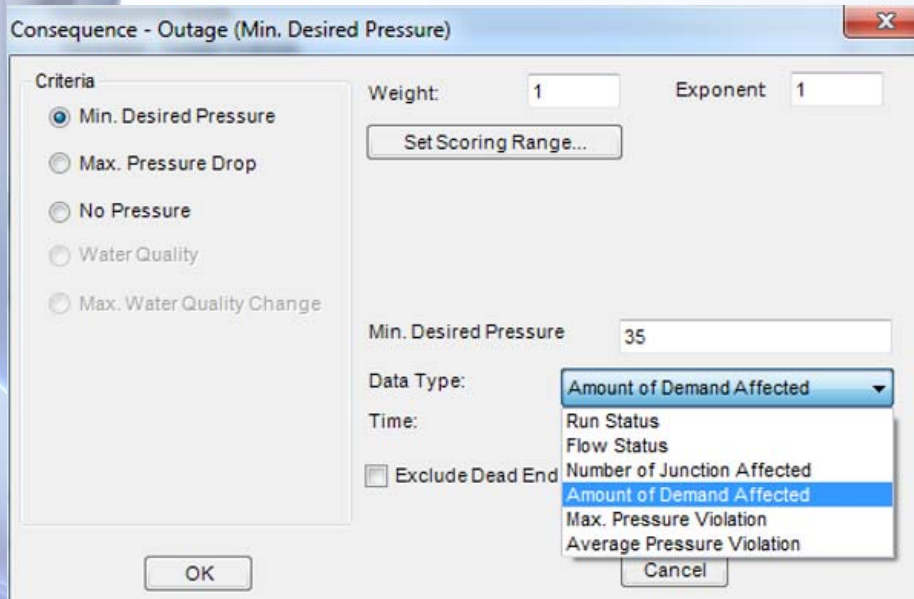 Consequence - Outage (Min. Desired Pressure)
Criteria
Min. Desired Pressure
Max. Pressure Drop
No Pressure
Water Quality
Max. Water Quality Change
Weight: 1 Exponent 1
Set Scoring Range...
Min. Desired Pressure 35
Data Type: Amount of Demand Affected
Time:
Run Status
Flow Status
Number of Junction Affected
Amount of Demand Affected
Max. Pressure Violation
Average Pressure Violation
Exclude Dead End
OK
Cancel